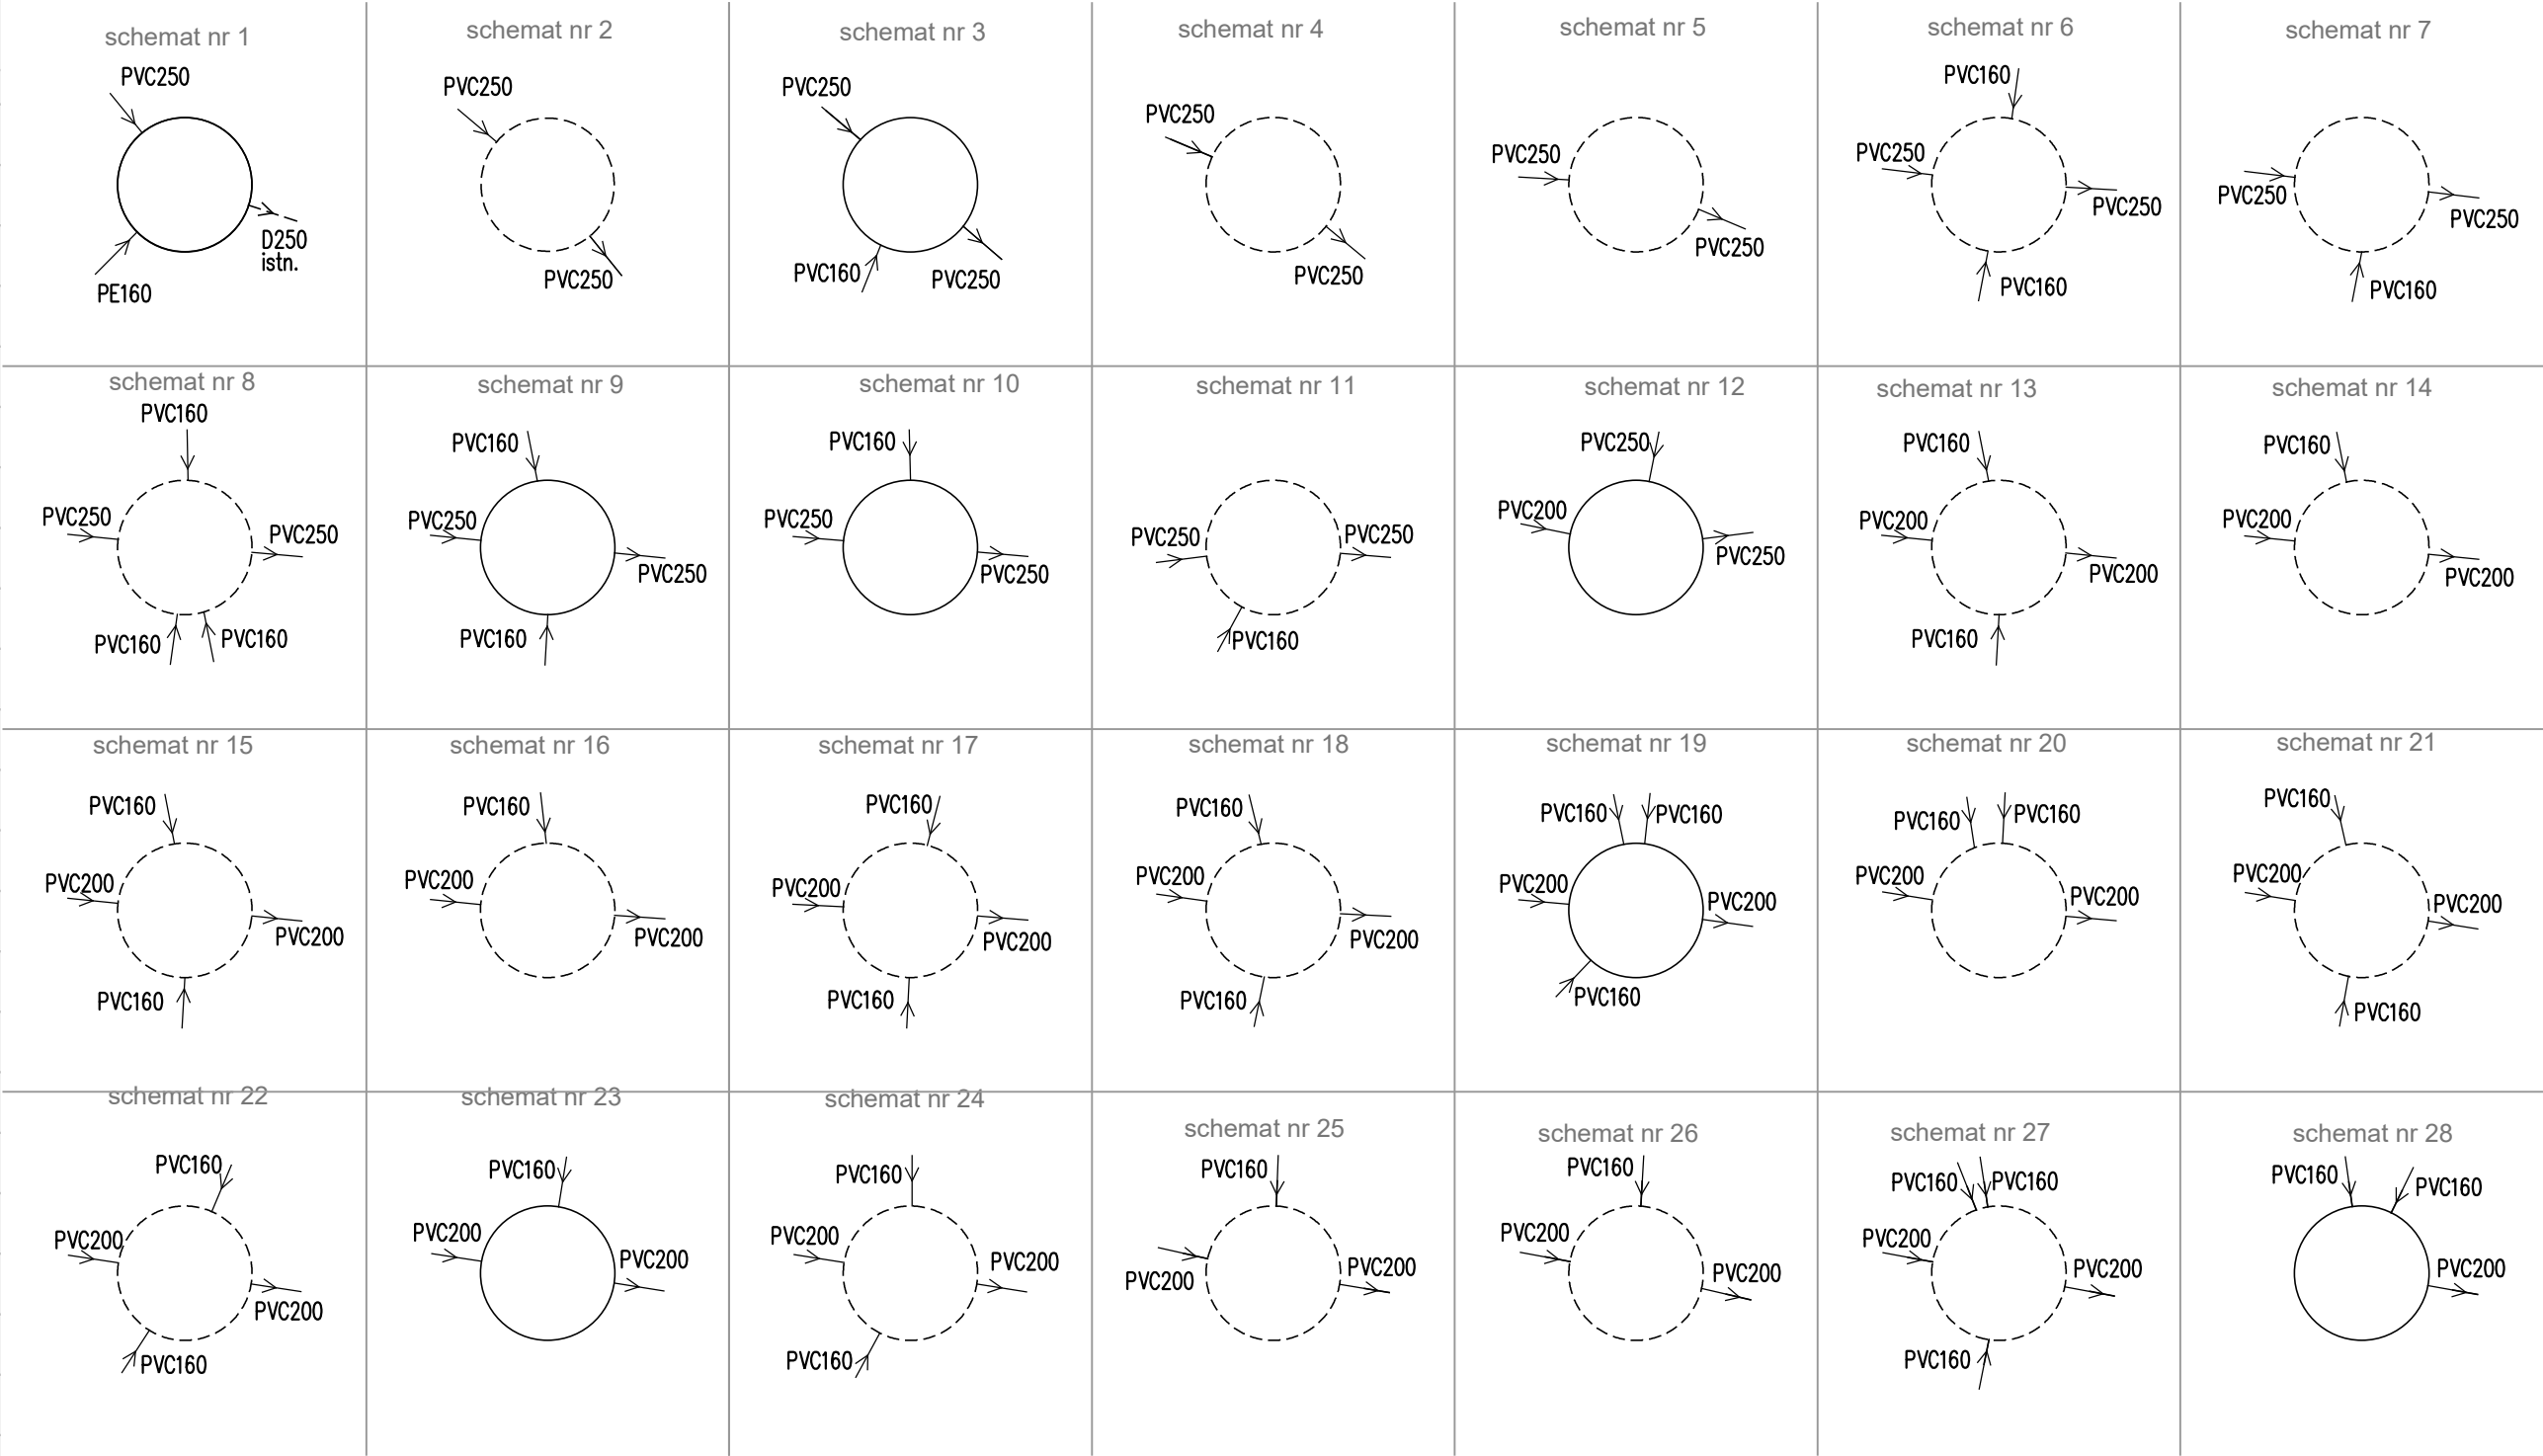 schemat nr 1
PVC250
D250
istn.
PE160
schemat nr 2
PVC250
PVC250
schemat nr 3
PVC250
PVC160
PVC250
schemat nr 4
PVC250
PVC250
schemat nr 5
PVC250
PVC250
schemat nr 6
PVC160
PVC250
PVC250
PVC160
schemat nr 7
PVC250
PVC250
PVC160
schemat nr 8
PVC160
PVC250
PVC250
PVC160
PVC160
schemat nr 9
PVC160
PVC250
PVC250
PVC160
schemat nr 10
PVC160
PVC250
PVC250
schemat nr 11
PVC250
PVC250
PVC160
schemat nr 12
PVC250
PVC200
PVC250
schemat nr 13
PVC160
PVC200
PVC200
PVC160
schemat nr 14
PVC160
PVC200
PVC200
schemat nr 15
PVC160
PVC200
PVC200
PVC160
schemat nr 16
PVC160
PVC200
PVC200
schemat nr 17
PVC160
PVC200
PVC200
PVC160
schemat nr 18
PVC160
PVC200
PVC200
PVC160
schemat nr 19
PVC160
PVC160
PVC200
PVC200
PVC160
schemat nr 20
PVC160
PVC160
PVC200
PVC200
schemat nr 21
PVC160
PVC200
PVC200
PVC160
schemat nr 22
PVC160
PVC200
PVC200
PVC160
schemat nr 23
PVC160
PVC200
PVC200
schemat nr 24
PVC160
PVC200
PVC200
PVC160
schemat nr 25
PVC160
PVC200
PVC200
schemat nr 26
PVC160
PVC200
PVC200
schemat nr 27
PVC160
PVC160
PVC200
PVC200
PVC160
schemat nr 28
PVC160
PVC160
PVC200